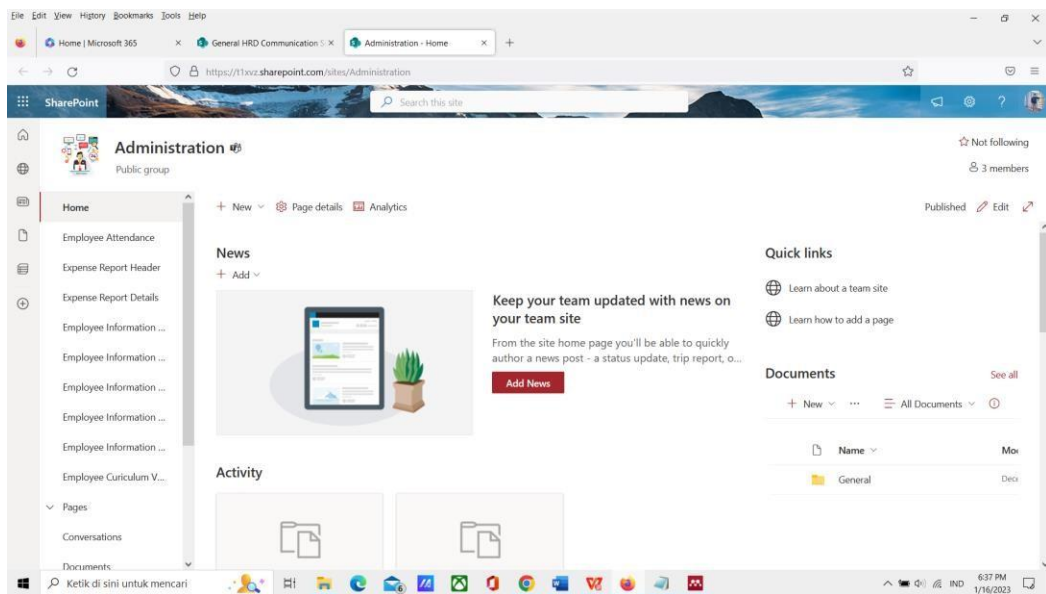 File Edit View History Bookmarks Tools Help
Home | Microsoft 365
General HRD Communication S
Administration - Home
https://t1xvz.sharepoint.com/sites/Administration
SharePoint
Search this site
Administration
Public group
Not following
3 members
Home
Employee Attendance
Expense Report Header
Expense Report Details
Employee Information ...
Employee Information ...
Employee Information ...
Employee Information ...
Employee Information ...
Employee Curiculum V...
Pages
Conversations
Documents
+ New Page details Analytics
Published Edit
News
+ Add
Keep your team updated with news on
your team site
From the site home page you'll be able to quickly
author a news post - a status update, trip report, o...
Add News
Activity
Quick links
Learn about a team site
Learn how to add a page
Documents See all
+ New ... All Documents
Name Mo
General Dece
Ketik di sini untuk mencari
IND
6:37 PM
1/16/2023